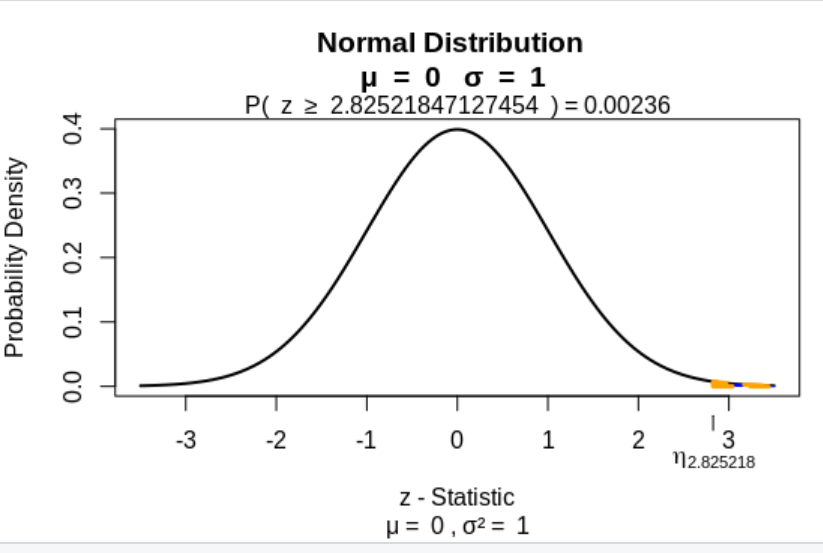 Normal Distribution
μ = 0 σ = 1
P( z ≥ 2.82521847127454 ) = 0.00236
Probability Density
0.4
0.3
0.2
0.1
0.0
-3 -2 -1 0 1 2 3
η2.825218
z - Statistic
μ = 0 , σ² = 1